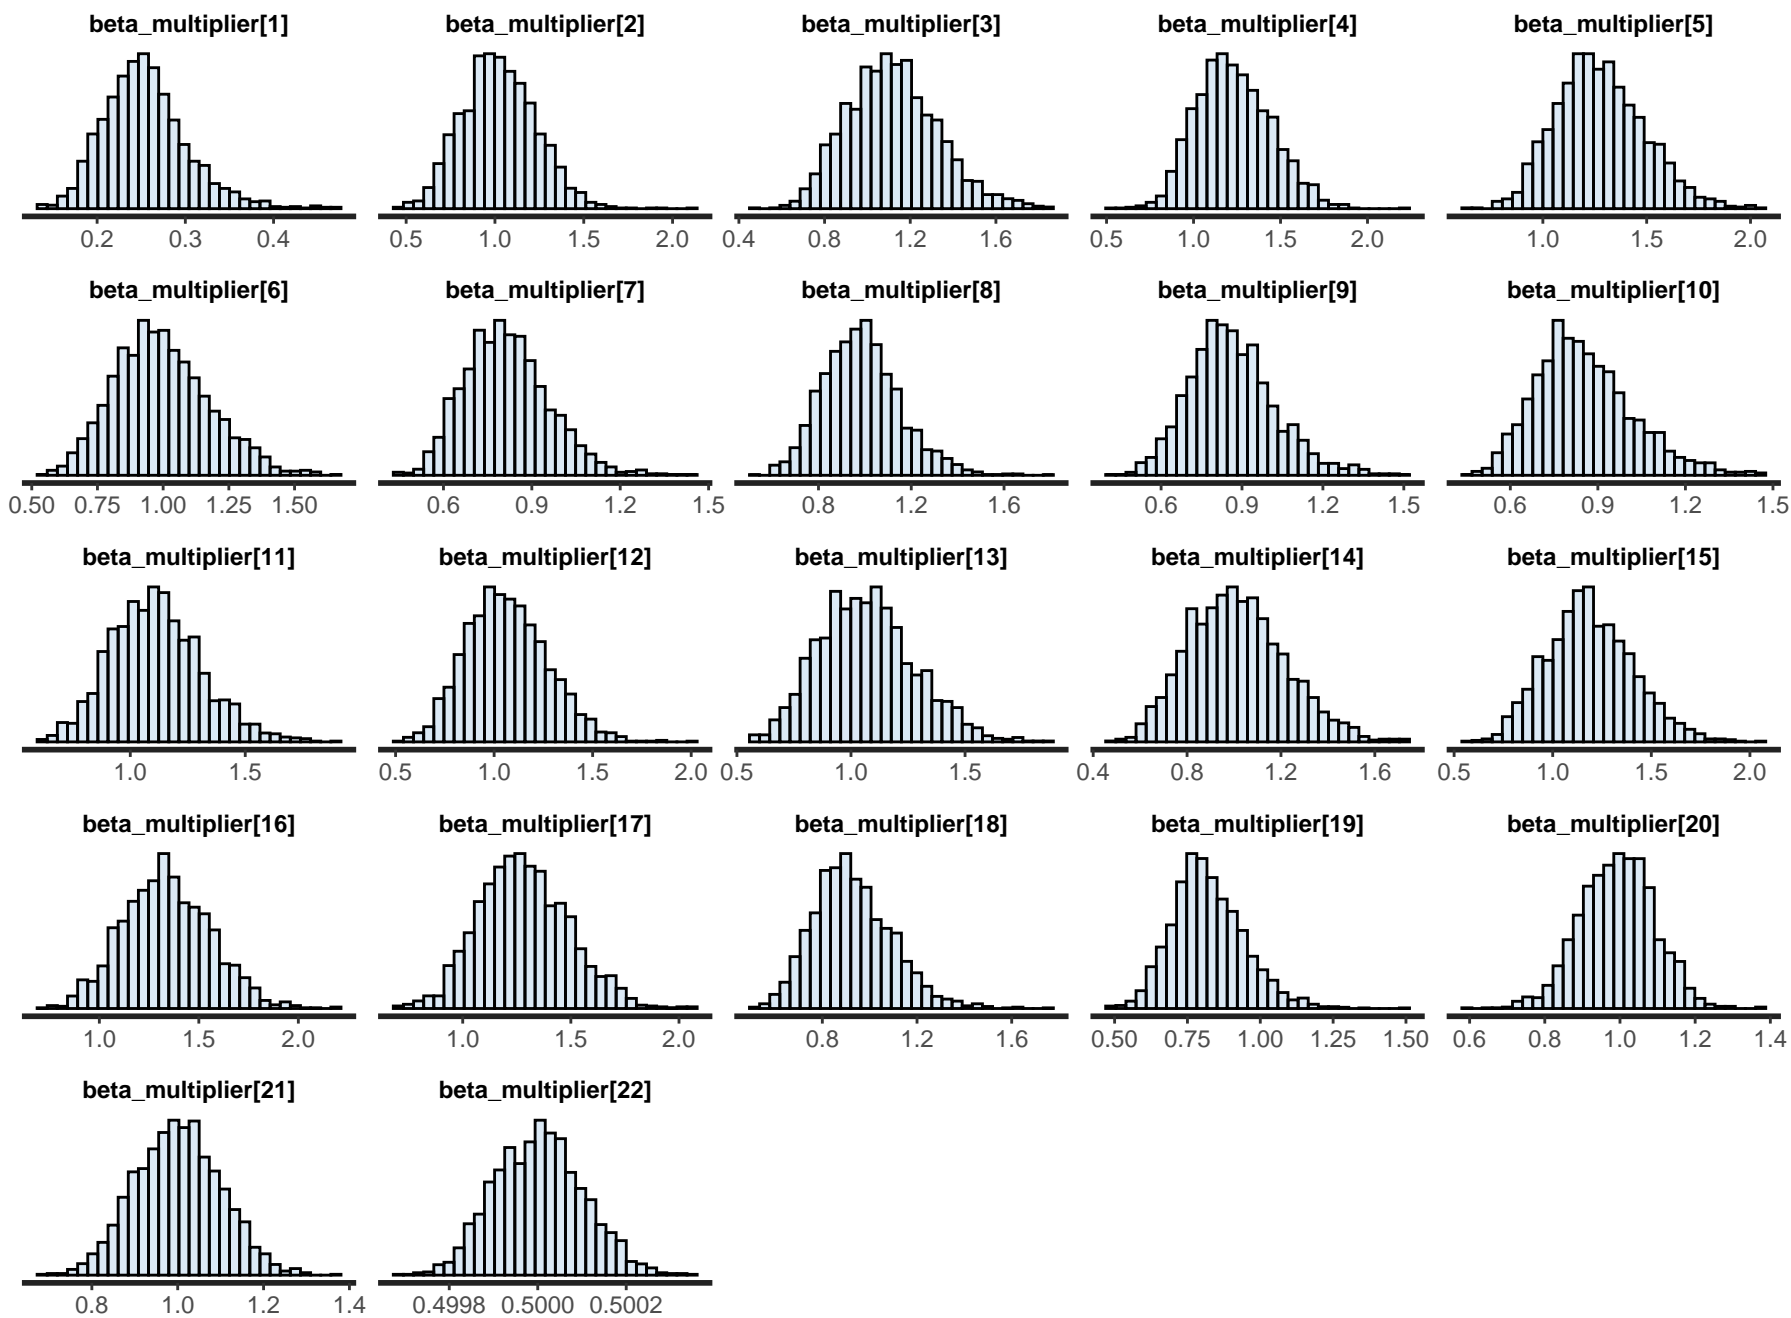 beta_multiplier[1] beta_multiplier[2] beta_multiplier[3] beta_multiplier[4] beta_multiplier[5]
0.2 0.3 0.4 0.5 1.0 1.5 2.0 0.4 0.8 1.2 1.6 0.5 1.0 1.5 2.0 1.0 1.5 2.0
beta_multiplier[6] beta_multiplier[7] beta_multiplier[8] beta_multiplier[9] beta_multiplier[10]
0.50 0.75 1.00 1.25 1.50 0.6 0.9 1.2 1.5 0.8 1.2 1.6 0.6 0.9 1.2 1.5 0.6 0.9 1.2 1.5
beta_multiplier[11] beta_multiplier[12] beta_multiplier[13] beta_multiplier[14] beta_multiplier[15]
1.0 1.5 0.5 1.0 1.5 2.0 0.5 1.0 1.5 0.4 0.8 1.2 1.6 0.5 1.0 1.5 2.0
beta_multiplier[16] beta_multiplier[17] beta_multiplier[18] beta_multiplier[19] beta_multiplier[20]
1.0 1.5 2.0 1.0 1.5 2.0 0.8 1.2 1.6 0.50 0.75 1.00 1.25 1.50 0.6 0.8 1.0 1.2 1.4
beta_multiplier[21] beta_multiplier[22]
0.8 1.0 1.2 1.4 0.4998 0.5000 0.5002